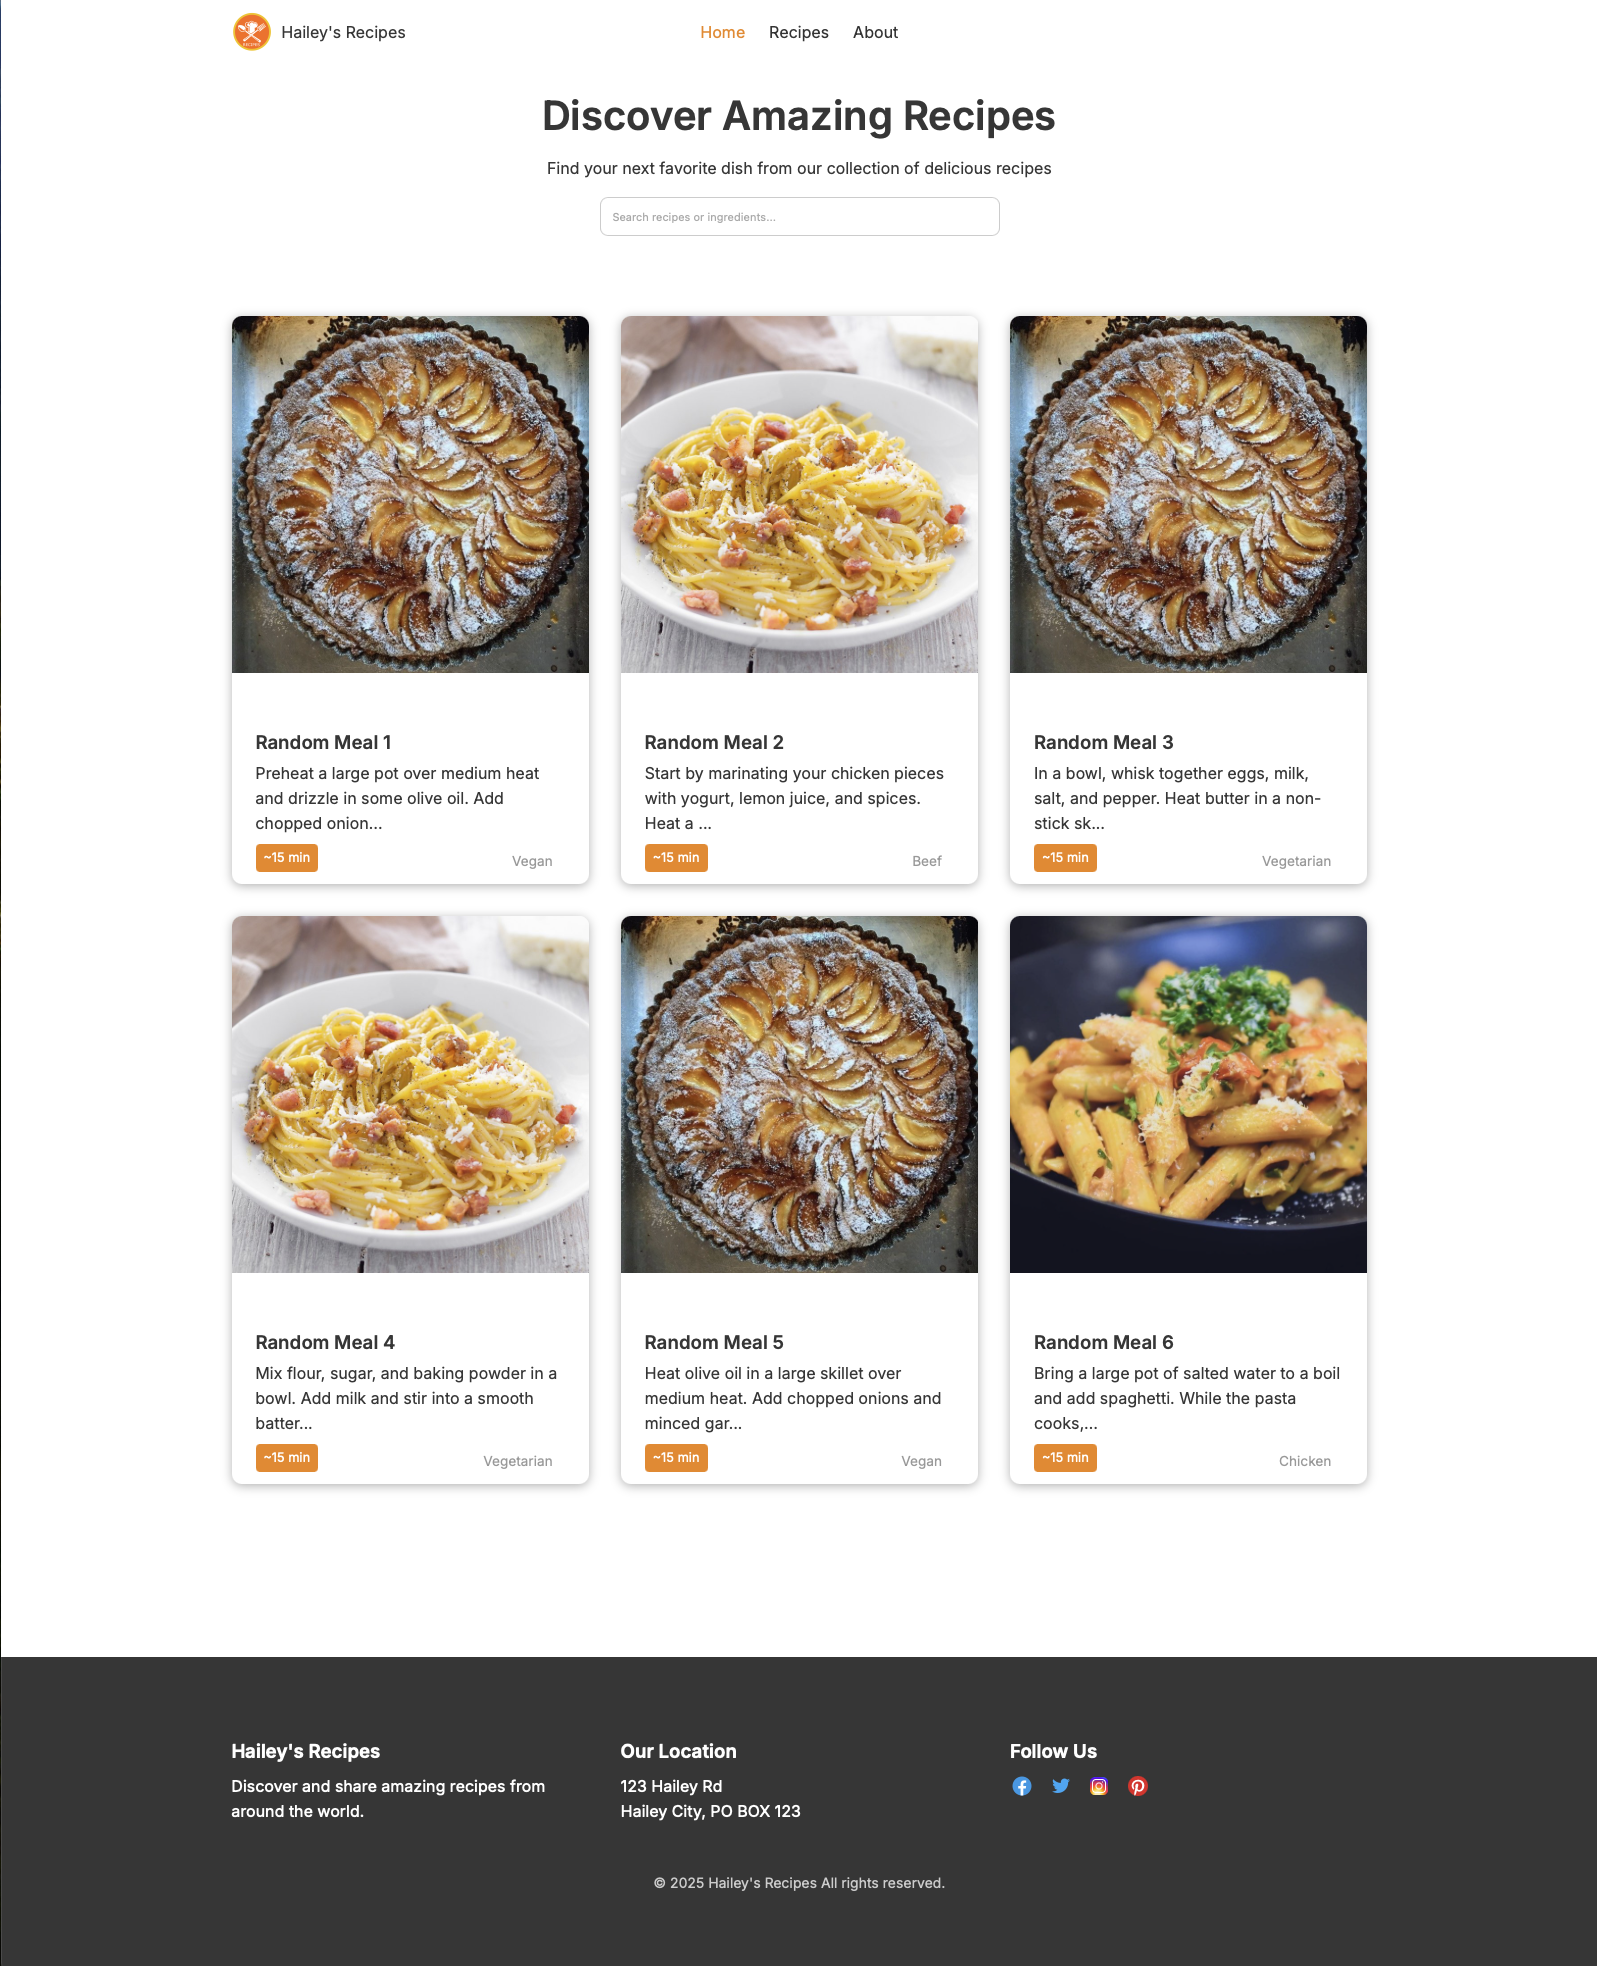 Hailey's Recipes
Home Recipes About
Discover Amazing Recipes
Find your next favorite dish from our collection of delicious recipes
Search recipes or ingredients...
Random Meal 1
Preheat a large pot over medium heat
and drizzle in some olive oil. Add
chopped onion...
~15 min Vegan
Random Meal 2
Start by marinating your chicken pieces
with yogurt, lemon juice, and spices.
Heat a ...
~15 min Beef
Random Meal 3
In a bowl, whisk together eggs, milk,
salt, and pepper. Heat butter in a non-
stick sk...
~15 min Vegetarian
Random Meal 4
Mix flour, sugar, and baking powder in a
bowl. Add milk and stir into a smooth
batter...
~15 min Vegetarian
Random Meal 5
Heat olive oil in a large skillet over
medium heat. Add chopped onions and
minced gar...
~15 min Vegan
Random Meal 6
Bring a large pot of salted water to a boil
and add spaghetti. While the pasta
cooks,...
~15 min Chicken
Hailey's Recipes
Discover and share amazing recipes from
around the world.
Our Location
123 Hailey Rd
Hailey City, PO BOX 123
Follow Us
© 2025 Hailey's Recipes All rights reserved.